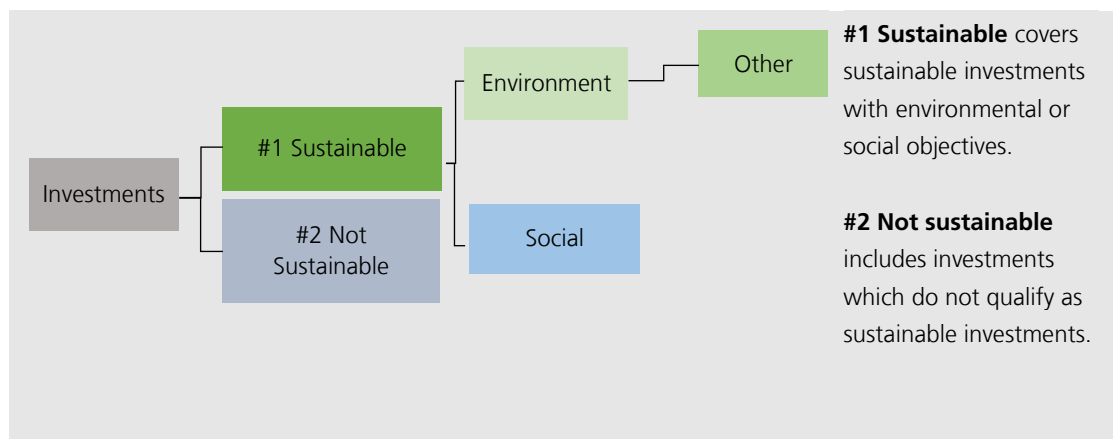 Investments
#1 Sustainable
#2 Not
Sustainable
Environment
Social
Other
#1 Sustainable covers
sustainable investments
with environmental or
social objectives.
#2 Not sustainable
includes investments
which do not qualify as
sustainable investments.